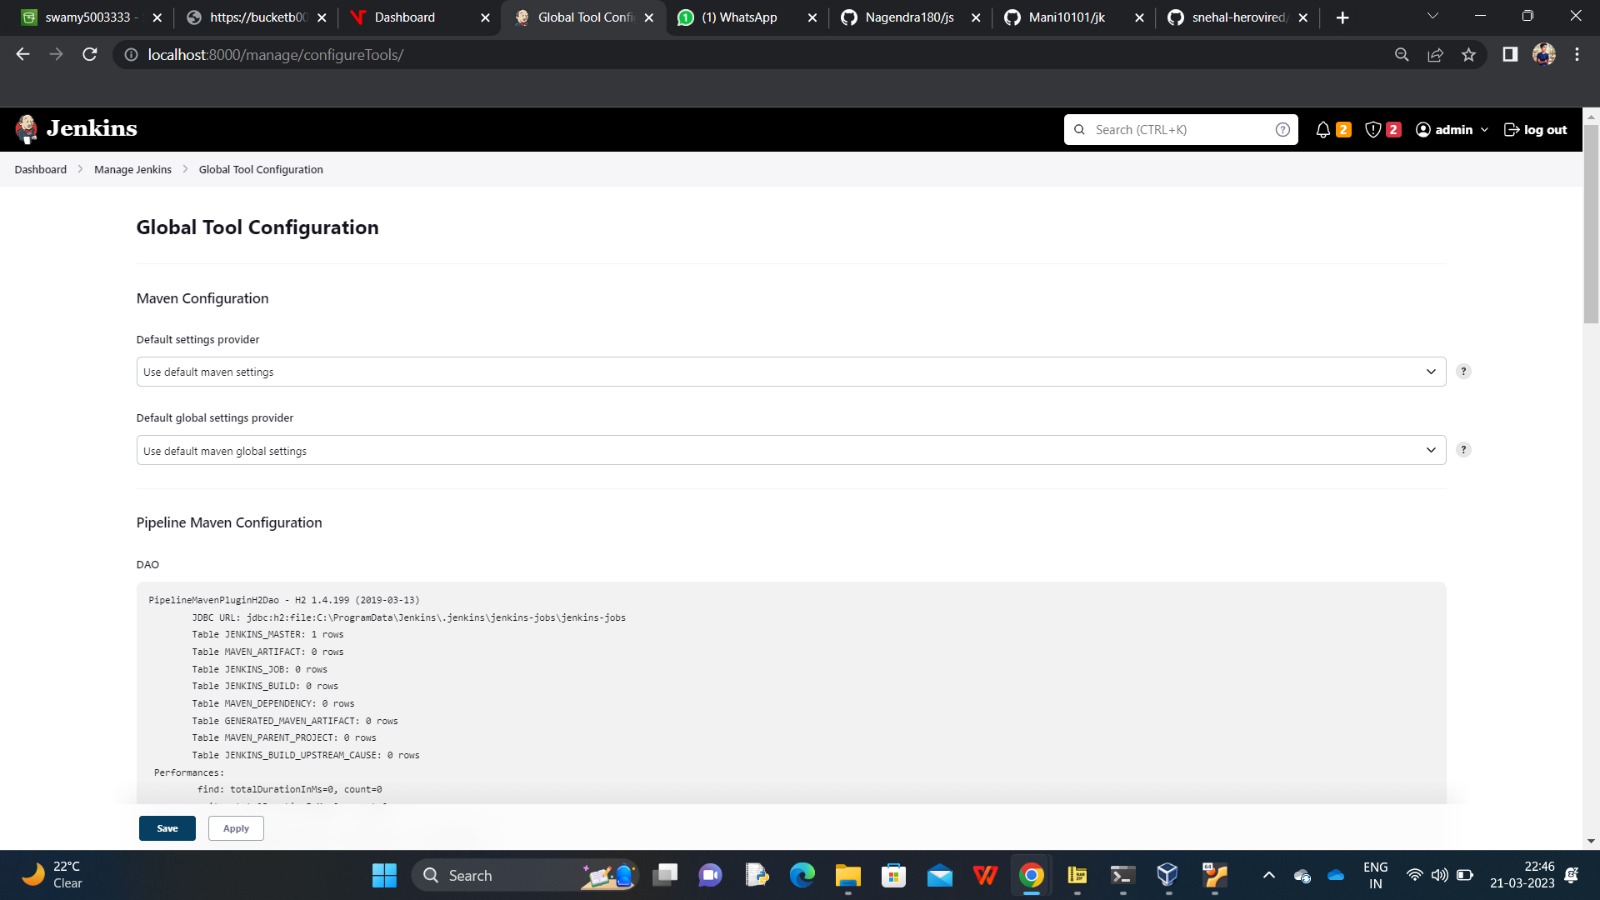 swamy5003333 -
https://bucketb00
Dashboard
Global Tool Confi
(1) WhatsApp
Nagendra180/js
Mani10101/jk
snehal-herovired/
localhost:8000/manage/configureTools/
Jenkins
Search (CTRL+K)
?
2
2
admin
log out
Dashboard > Manage Jenkins > Global Tool Configuration
Global Tool Configuration
Maven Configuration
Default settings provider
Use default maven settings
?
Default global settings provider
Use default maven global settings
?
Pipeline Maven Configuration
DAO
PipelineMavenPluginH2Dao - H2 1.4.199 (2019-03-13)
JDBC URL: jdbc:h2:file:C:\ProgramData\Jenkins\.jenkins\jenkins-jobs\jenkins-jobs
Table JENKINS_MASTER: 1 rows
Table MAVEN_ARTIFACT: 0 rows
Table JENKINS_JOB: 0 rows
Table JENKINS_BUILD: 0 rows
Table MAVEN_DEPENDENCY: 0 rows
Table GENERATED_MAVEN_ARTIFACT: 0 rows
Table MAVEN_PARENT_PROJECT: 0 rows
Table JENKINS_BUILD_UPSTREAM_CAUSE: 0 rows
Performances:
find: totalDurationInMs=0, count=0
Save
Apply
22°C
Clear
Search
ENG
IN
22:46
21-03-2023